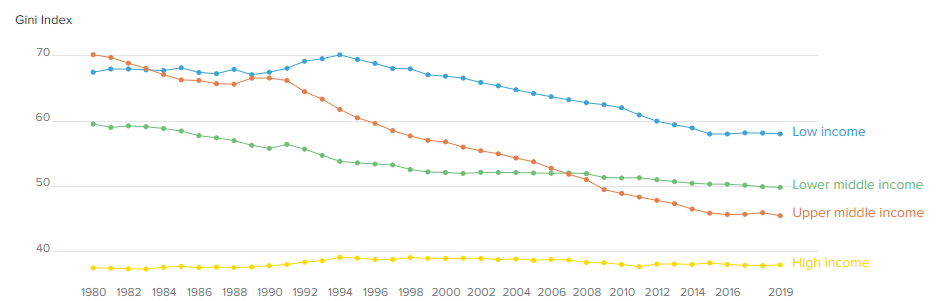 Gini Index
70
60
50
40
Low income
Lower middle income
Upper middle income
High income
1980 1982 1984 1986 1988 1990 1992 1994 1996 1998 2000 2002 2004 2006 2008 2010 2012 2014 2016 2019